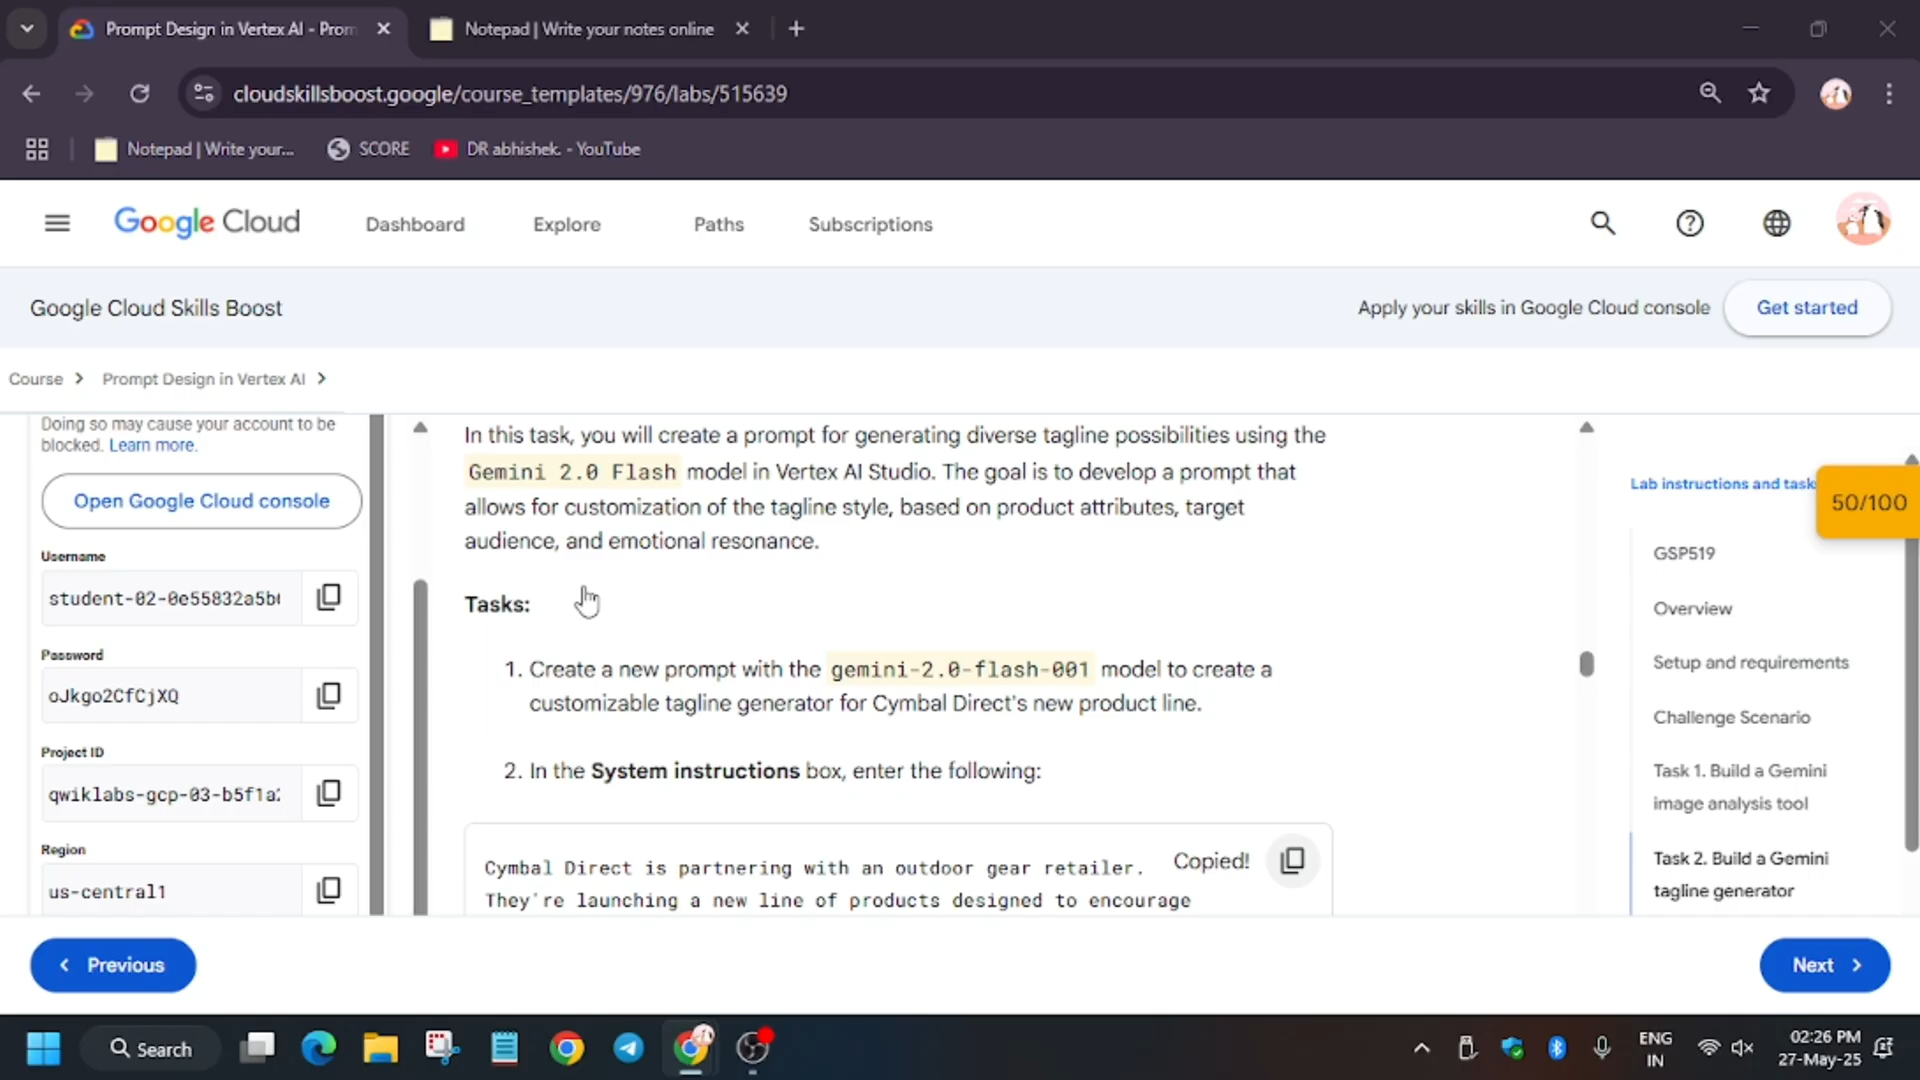 Prompt Design in Vertex AI - Prom
Notepad | Write your notes online
cloudskillsboost.google/course_templates/976/labs/515639
Notepad | Write your...
SCORE
DR abhishek. - YouTube
Google Cloud
Dashboard
Explore
Paths
Subscriptions
Google Cloud Skills Boost
Apply your skills in Google Cloud console
Get started
Course
Prompt Design in Vertex AI
Doing so may cause your account to be
blocked. Learn more.
Open Google Cloud console
Username
student-02-0e55832a5b
Password
oJkgo2CfCjXQ
Project ID
qwiklabs-gcp-03-b5f1a
Region
us-central1
In this task, you will create a prompt for generating diverse tagline possibilities using the
Gemini 2.0 Flash model in Vertex AI Studio. The goal is to develop a prompt that
allows for customization of the tagline style, based on product attributes, target
audience, and emotional resonance.
Tasks:
1. Create a new prompt with the gemini-2.0-flash-001 model to create a
customizable tagline generator for Cymbal Direct's new product line.
2. In the System instructions box, enter the following:
Cymbal Direct is partnering with an outdoor gear retailer.
Copied!
They're launching a new line of products designed to encourage
Lab instructions and task
50/100
GSP519
Overview
Setup and requirements
Challenge Scenario
Task 1. Build a Gemini
image analysis tool
Task 2. Build a Gemini
tagline generator
Previous
Next
Search
ENG
IN
02:26 PM
27-May-25